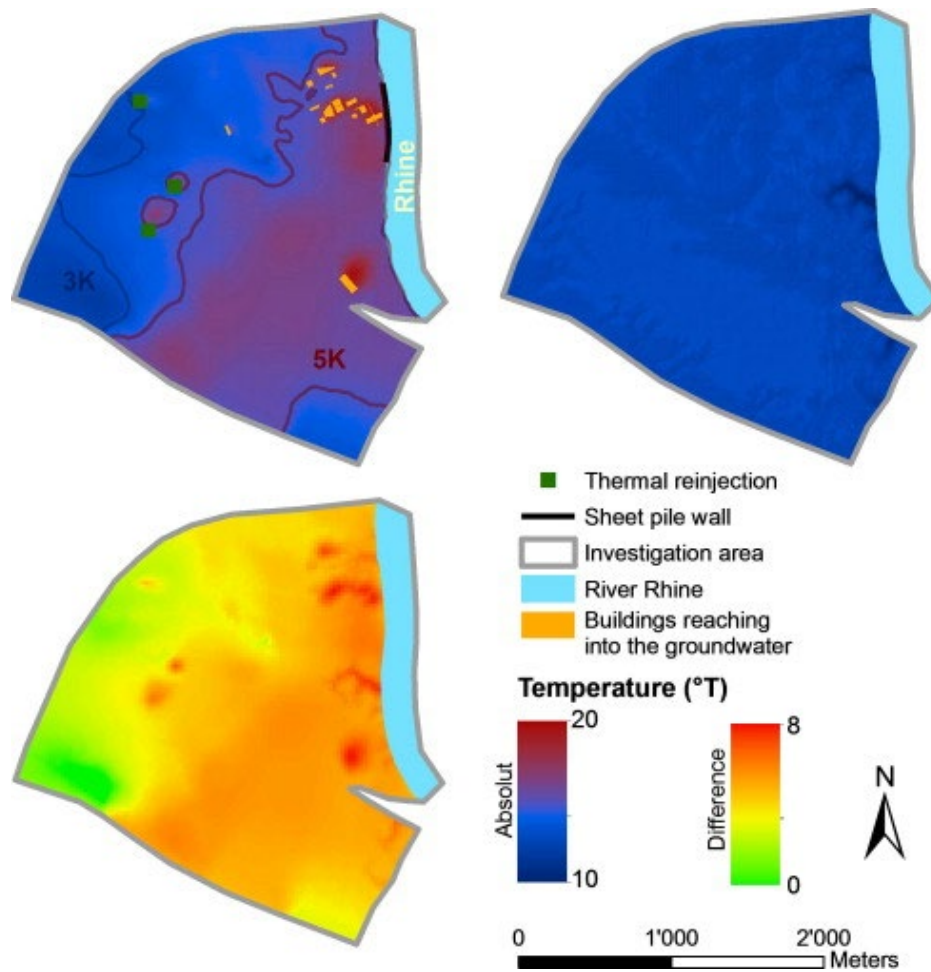 Rhine
3K
5K
Thermal reinjection
Sheet pile wall
Investigation area
River Rhine
Buildings reaching
into the groundwater
Temperature (°T)
Absolut
20
10
Difference
8
0
N
0
1'000
2'000
Meters